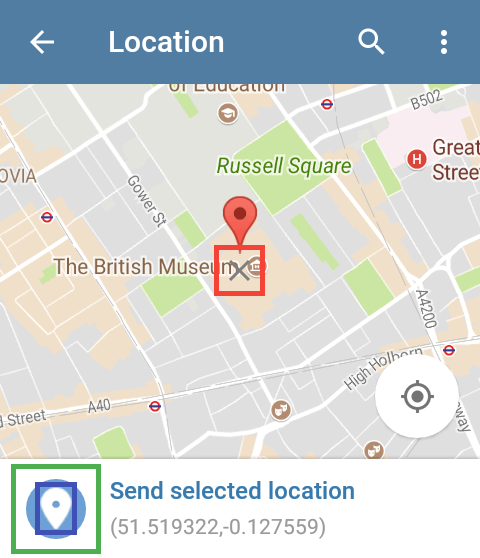 Location
of Education
B502
Great
Street
Russell Square
OVIA
Gower St
The British Museum
A4200
High Holborn
A40
d Street
way
Send selected location
(51.519322,-0.127559)